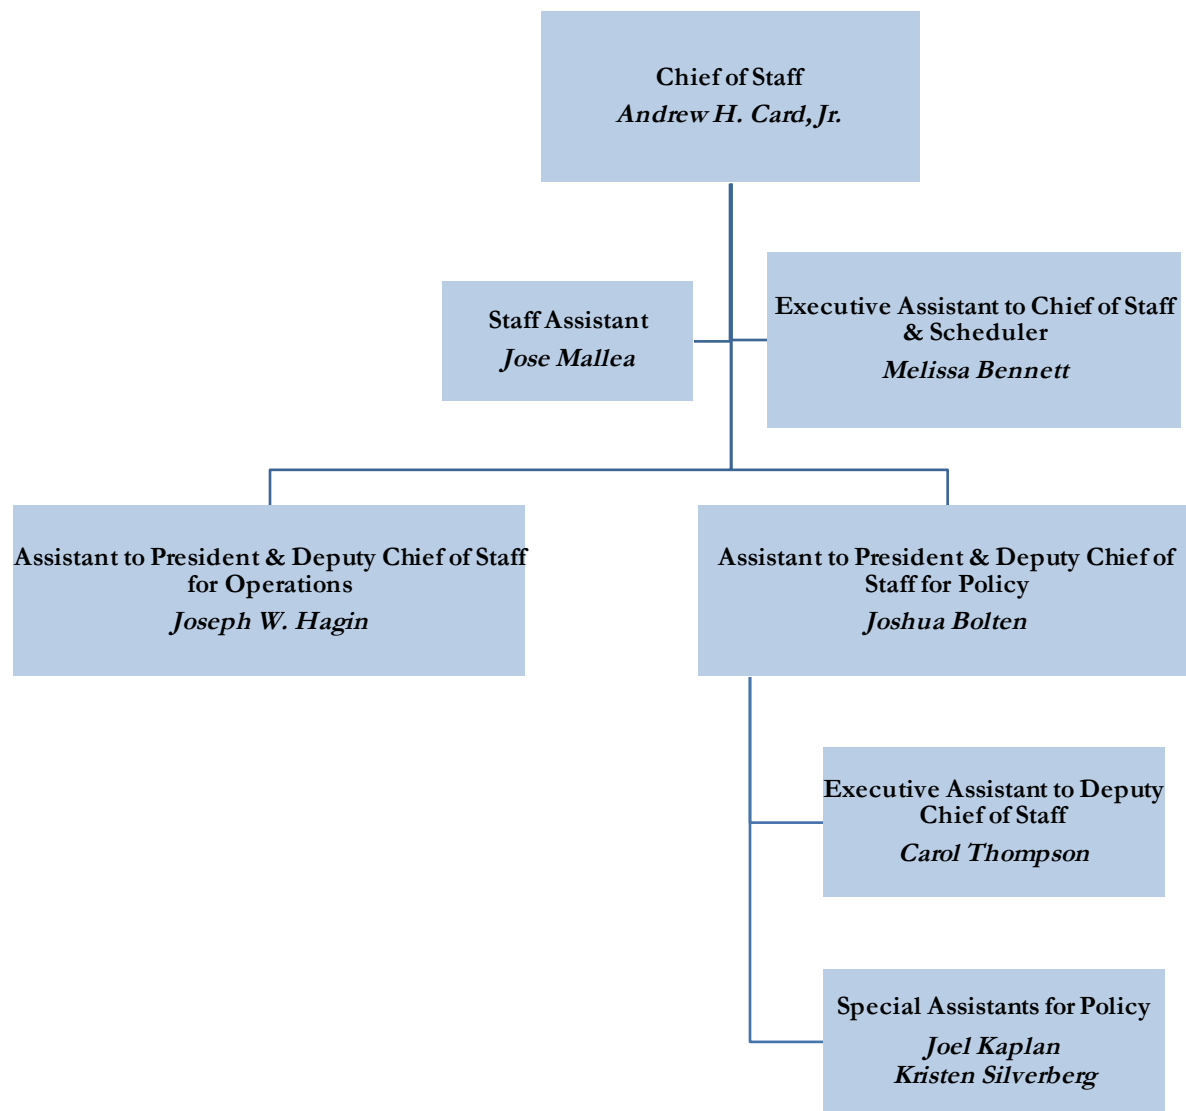 Chief of Staff
Andrew H. Card, Jr.
Staff Assistant
Jose Mallea
Executive Assistant to Chief of Staff
& Scheduler
Melissa Bennett
Assistant to President & Deputy Chief of Staff
for Operations
Joseph W. Hagin
Assistant to President & Deputy Chief of
Staff for Policy
Joshua Bolten
Executive Assistant to Deputy
Chief of Staff
Carol Thompson
Special Assistants for Policy
Joel Kaplan
Kristen Silverberg